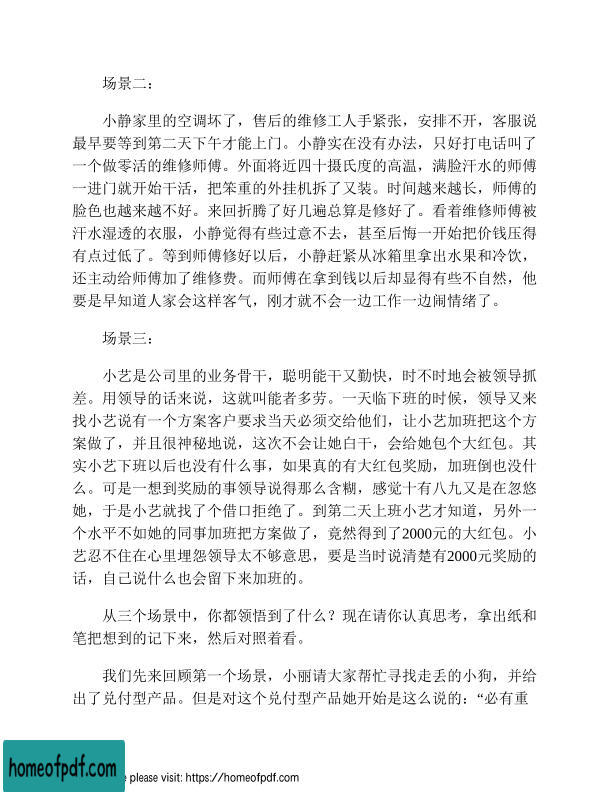 场景二：
小静家里的空调坏了，售后的维修工人手紧张，安排不开，客服说
最早要等到第二天下午才能上门。小静实在没有办法，只好打电话叫了
一个做零活的维修师傅。外面将近四十摄氏度的高温，满脸汗水的师傅
一进门就开始干活，把笨重的外挂机拆了又装。时间越来越长，师傅的
脸色也越来越不好。来回折腾了好几遍总算是修好了。看着维修师傅被
汗水湿透的衣服，小静觉得有些过意不去，甚至后悔一开始把价钱压得
有点过低了。等到师傅修好以后，小静赶紧从冰箱里拿出水果和冷饮，
还主动给师傅加了维修费。而师傅在拿到钱以后却显得有些不自然，他
要是早知道人家会这样客气，刚才就不会一边工作一边闹情绪了。
场景三：
小艺是公司里的业务骨干，聪明能干又勤快，时不时地会被领导抓
差。用领导的话来说，这就叫能者多劳。一天临下班的时候，领导又来
找小艺说有一个方案客户要求当天必须交给他们，让小艺加班把这个方
案做了，并且很神秘地说，这次不会让她白干，会给她包个大红包。其
实小艺下班以后也没有什么事，如果真的有大红包奖励，加班倒也没什
么。可是一想到奖励的事领导说得那么含糊，感觉十有八九又是在忽悠
她，于是小艺就找了个借口拒绝了。到第二天上班小艺才知道，另外一
个水平不如她的同事加班把方案做了，竟然得到了2000元的大红包。小
艺忍不住在心里埋怨领导太不够意思，要是当时说清楚有2000元奖励的
话，自己说什么也会留下来加班的。
从三个场景中，你都领悟到了什么？现在请你认真思考，拿出纸和
笔把想到的记下来，然后对照着看。
我们先来回顾第一个场景，小丽请大家帮忙寻找走丢的小狗，并给
出了兑付型产品。但是对这个兑付型产品她开始是这么说的：“必有重
homeofpdf.com
e please visit: https://homeofpdf.com